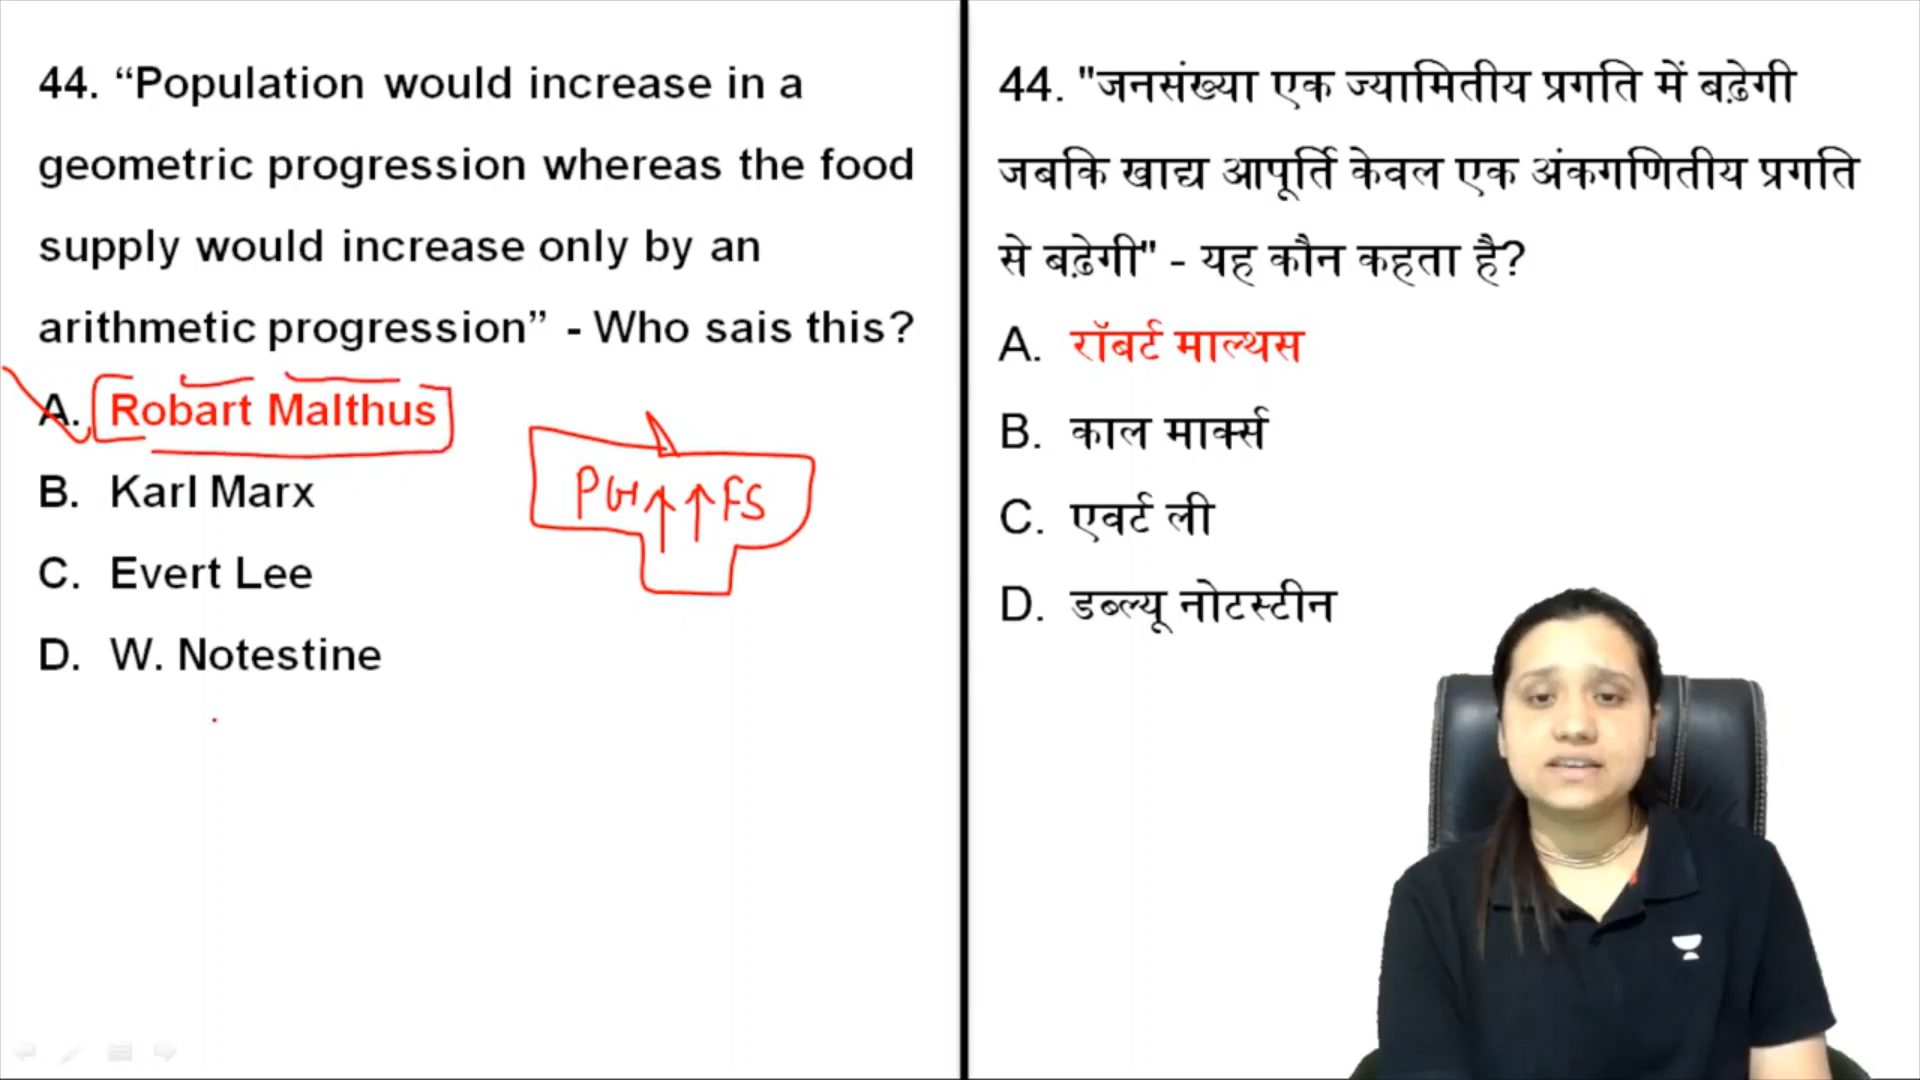 44. “Population would increase in a
geometric progression whereas the food
supply would increase only by an
arithmetic progression” - Who sais this?
A. Robart Malthus
B. Karl Marx
C. Evert Lee
D. W. Notestine
PG ↑ ↑ FS
44. "जनसंख्या एक ज्यामितीय प्रगति में बढ़ेगी
जबकि खाद्य आपूर्ति केवल एक अंकगणितीय प्रगति
से बढ़ेगी" - यह कौन कहता है?
A. रॉबर्ट माल्थस
B. काल मार्क्स
C. एवर्ट ली
D. डब्ल्यू नोटस्टीन